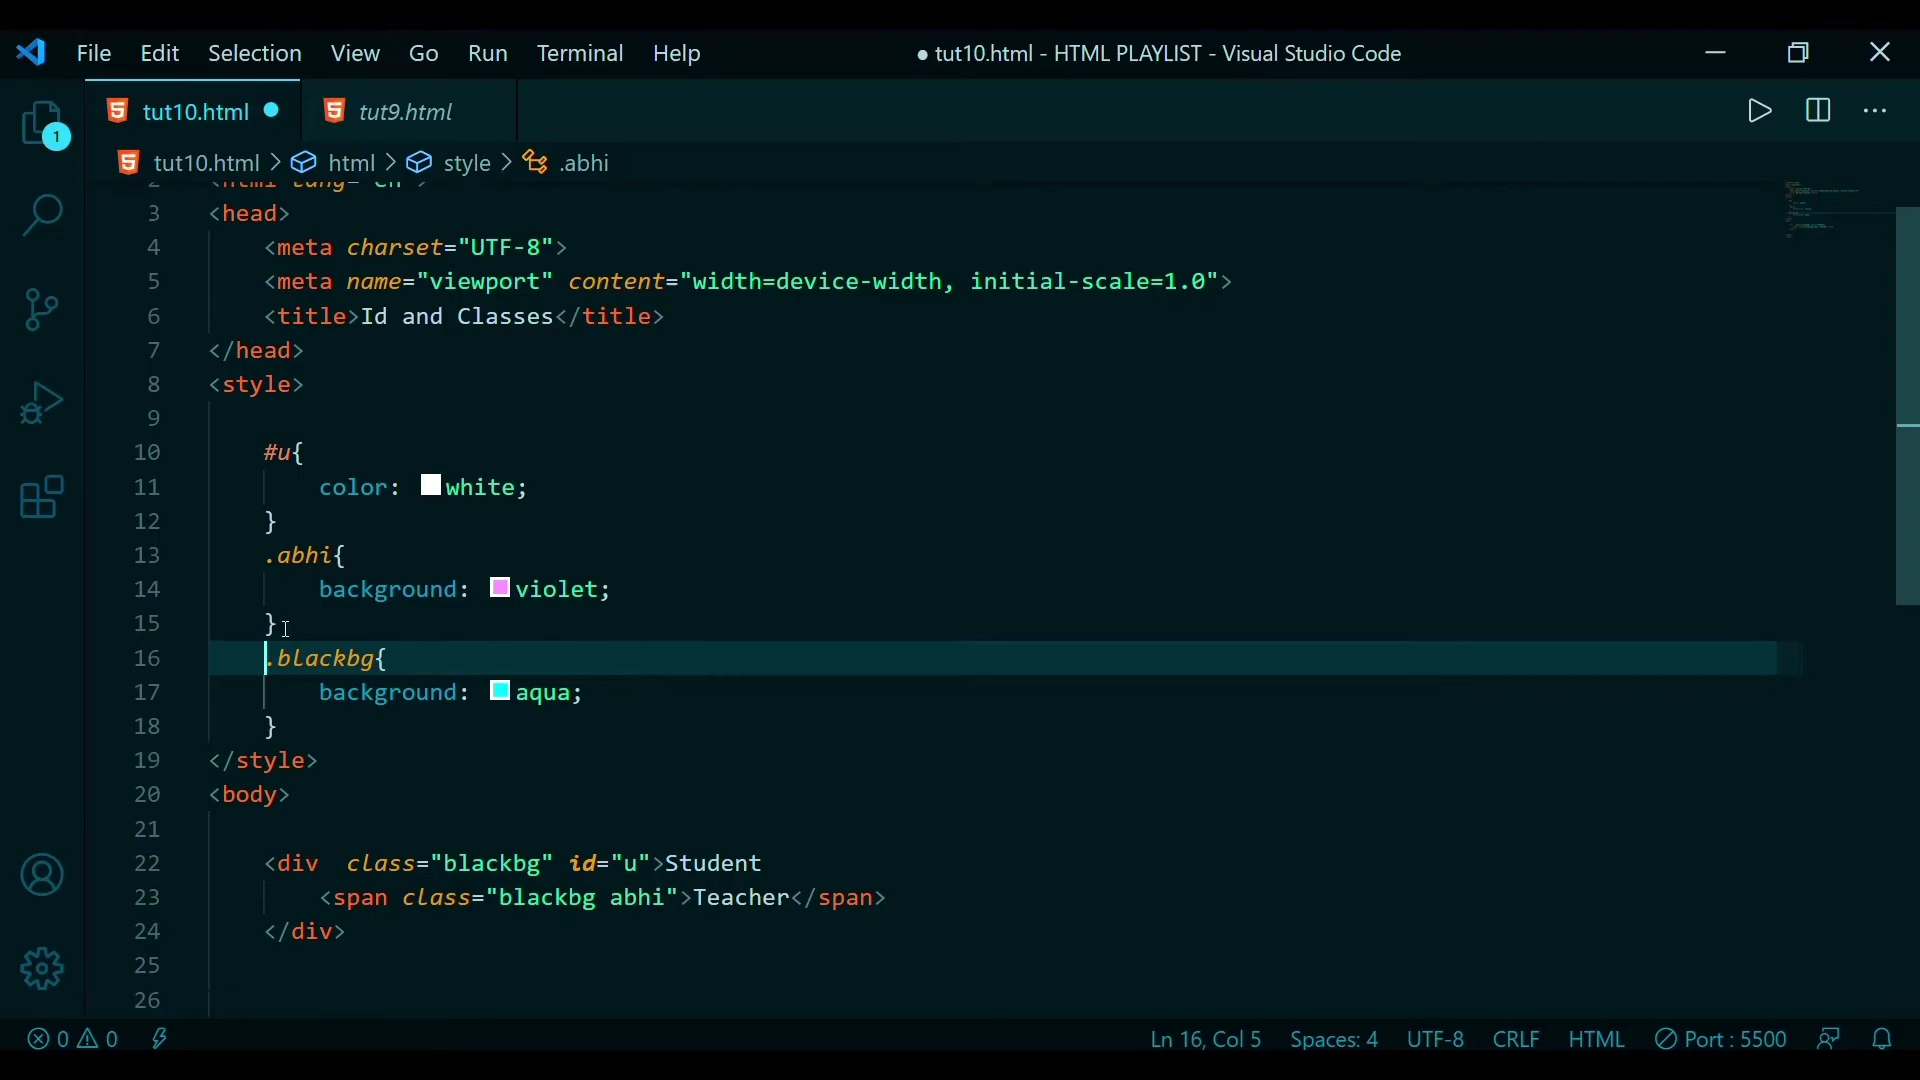 File Edit Selection View Go Run Terminal Help ● tut10.html - HTML PLAYLIST - Visual Studio Code
tut10.html ● tut9.html
1
tut10.html > html > style > .abhi
2 <html lang="en">
3 <head>
4 <meta charset="UTF-8">
5 <meta name="viewport" content="width=device-width, initial-scale=1.0">
6 <title>Id and Classes</title>
7 </head>
8 <style>
9
10 #u{
11 color: white;
12 }
13 .abhi{
14 background: violet;
15 }
16 .blackbg{
17 background: aqua;
18 }
19 </style>
20 <body>
21
22 <div  class="blackbg" id="u">Student
23 <span class="blackbg abhi">Teacher</span>
24 </div>
25
26
0 0 Ln 16, Col 5 Spaces: 4 UTF-8 CRLF HTML Port : 5500